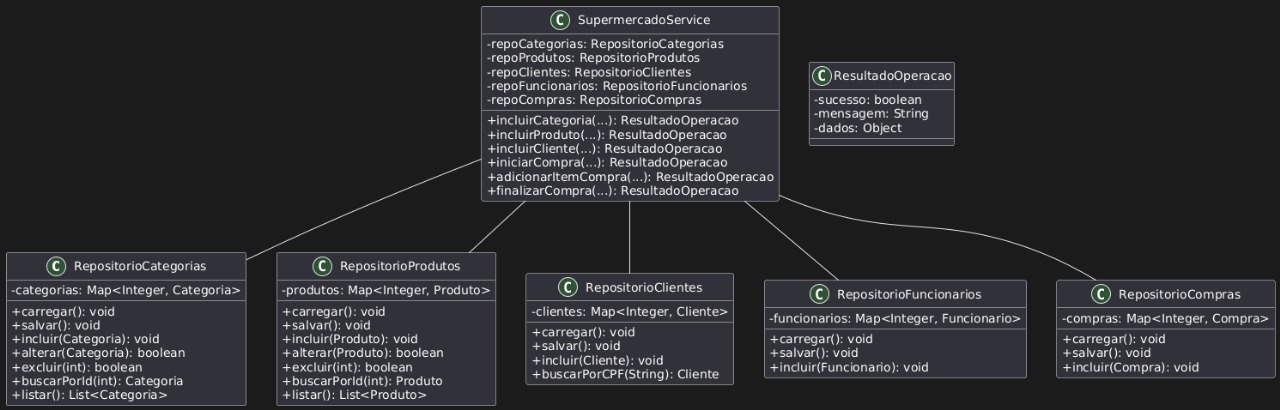 C SupermercadoService
-repoCategorias: RepositorioCategorias
-repoProdutos: RepositorioProdutos
-repoClientes: RepositorioClientes
-repoFuncionarios: RepositorioFuncionarios
-repoCompras: RepositorioCompras
+incluirCategoria(...): ResultadoOperacao
+incluirProduto(...): ResultadoOperacao
+incluirCliente(...): ResultadoOperacao
+iniciarCompra(...): ResultadoOperacao
+adicionarItemCompra(...): ResultadoOperacao
+finalizarCompra(...): ResultadoOperacao
C ResultadoOperacao
-sucesso: boolean
-mensagem: String
-dados: Object
C RepositorioCategorias
-categorias: Map<Integer, Categoria>
+carregar(): void
+salvar(): void
+incluir(Categoria): void
+alterar(Categoria): boolean
+excluir(int): boolean
+buscarPorId(int): Categoria
+listar(): List<Categoria>
C RepositorioProdutos
-produtos: Map<Integer, Produto>
+carregar(): void
+salvar(): void
+incluir(Produto): void
+alterar(Produto): boolean
+excluir(int): boolean
+buscarPorId(int): Produto
+listar(): List<Produto>
C RepositorioClientes
-clientes: Map<Integer, Cliente>
+carregar(): void
+salvar(): void
+incluir(Cliente): void
+buscarPorCPF(String): Cliente
C RepositorioFuncionarios
-funcionarios: Map<Integer, Funcionario>
+carregar(): void
+salvar(): void
+incluir(Funcionario): void
C RepositorioCompras
-compras: Map<Integer, Compra>
+carregar(): void
+salvar(): void
+incluir(Compra): void